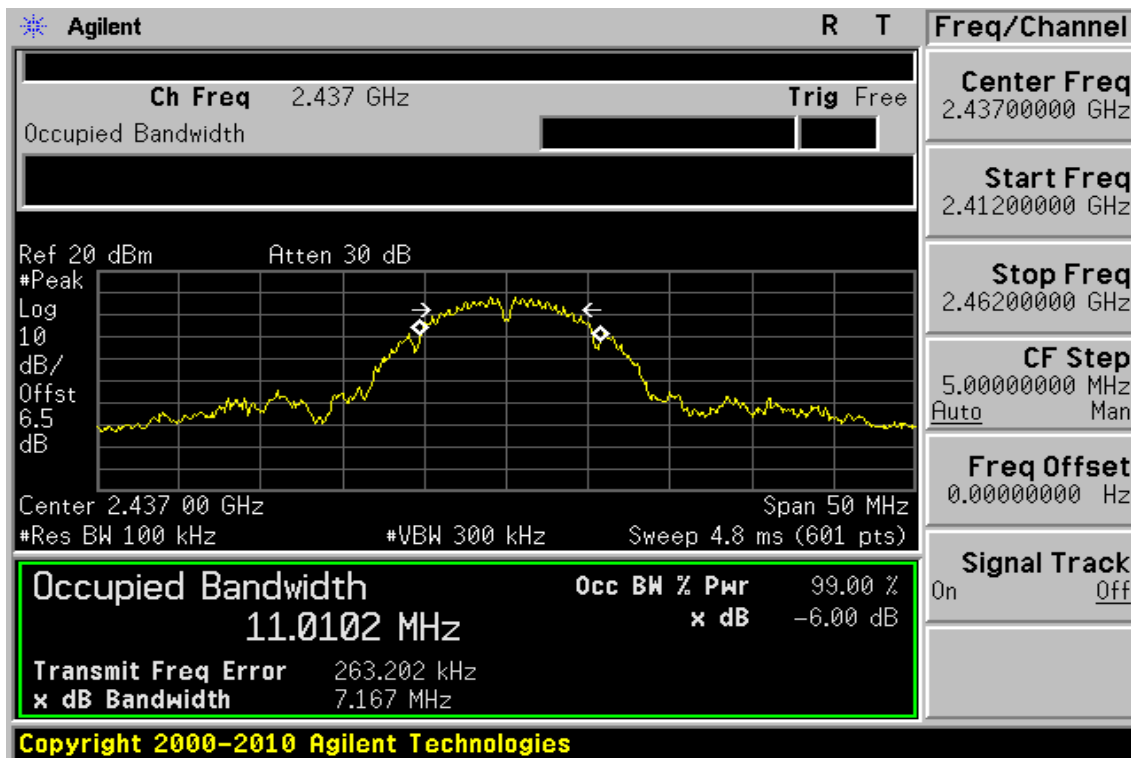 Agilent R T
Ch Freq 2.437 GHz Trig Free
Occupied Bandwidth
Ref 20 dBm Atten 30 dB
#Peak
Log
10
dB/
Offst
6.5
dB
Center 2.437 00 GHz Span 50 MHz
#Res BW 100 kHz #VBW 300 kHz Sweep 4.8 ms (601 pts)
Occupied Bandwidth Occ BW % Pwr 99.00 %
11.0102 MHz x dB -6.00 dB
Transmit Freq Error 263.202 kHz
x dB Bandwidth 7.167 MHz
Copyright 2000-2010 Agilent Technologies
Freq/Channel
Center Freq
2.43700000 GHz
Start Freq
2.41200000 GHz
Stop Freq
2.46200000 GHz
CF Step
5.00000000 MHz
Auto Man
Freq Offset
0.00000000 Hz
Signal Track
On Off